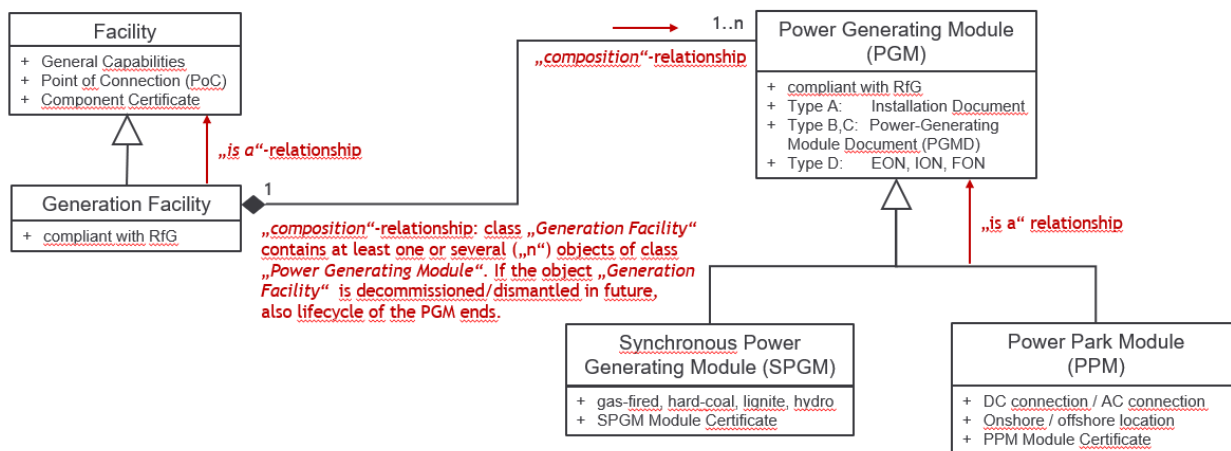 Facility
+ General Capabilities
+ Point of Connection (PoC)
+ Component Certificate
„is a“-relationship
Generation Facility
+ compliant with RfG
1
1..n
„composition“-relationship
„composition“-relationship: class „Generation Facility“
contains at least one or several („n“) objects of class
„Power Generating Module“. If the object „Generation
Facility“ is decommissioned/dismantled in future,
also lifecycle of the PGM ends.
Power Generating Module
(PGM)
+ compliant with RfG
+ Type A: Installation Document
+ Type B,C: Power-Generating
Module Document (PGMD)
+ Type D: EON, ION, FON
„is a“ relationship
Synchronous Power
Generating Module (SPGM)
+ gas-fired, hard-coal, lignite, hydro
+ SPGM Module Certificate
Power Park Module
(PPM)
+ DC connection / AC connection
+ Onshore / offshore location
+ PPM Module Certificate